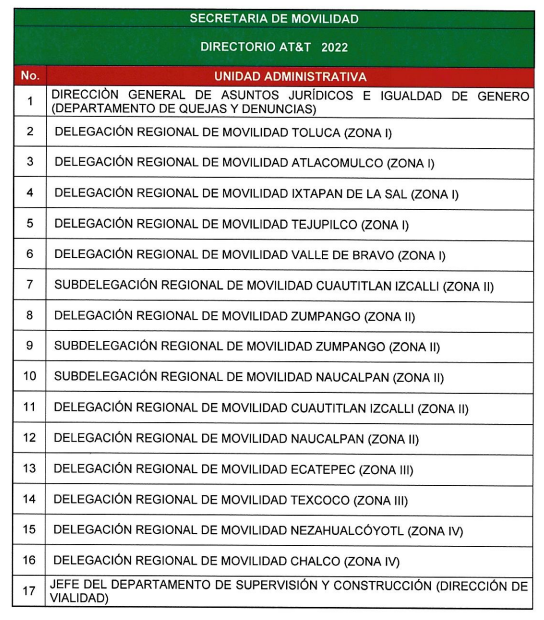 SECRETARIA DE MOVILIDAD
DIRECTORIO AT&T 2022
No. UNIDAD ADMINISTRATIVA
1 DIRECCIÒN GENERAL DE ASUNTOS JURÍDICOS E IGUALDAD DE GENERO
(DEPARTAMENTO DE QUEJAS Y DENUNCIAS)
2 DELEGACIÓN REGIONAL DE MOVILIDAD TOLUCA (ZONA I)
3 DELEGACIÓN REGIONAL DE MOVILIDAD ATLACOMULCO (ZONA I)
4 DELEGACIÓN REGIONAL DE MOVILIDAD IXTAPAN DE LA SAL (ZONA I)
5 DELEGACIÓN REGIONAL DE MOVILIDAD TEJUPILCO (ZONA I)
6 DELEGACIÓN REGIONAL DE MOVILIDAD VALLE DE BRAVO (ZONA I)
7 SUBDELEGACIÓN REGIONAL DE MOVILIDAD CUAUTITLAN IZCALLI (ZONA II)
8 DELEGACIÓN REGIONAL DE MOVILIDAD ZUMPANGO (ZONA II)
9 SUBDELEGACIÓN REGIONAL DE MOVILIDAD ZUMPANGO (ZONA II)
10 SUBDELEGACIÓN REGIONAL DE MOVILIDAD NAUCALPAN (ZONA II)
11 DELEGACIÓN REGIONAL DE MOVILIDAD CUAUTITLAN IZCALLI (ZONA II)
12 DELEGACIÓN REGIONAL DE MOVILIDAD NAUCALPAN (ZONA II)
13 DELEGACIÓN REGIONAL DE MOVILIDAD ECATEPEC (ZONA III)
14 DELEGACIÓN REGIONAL DE MOVILIDAD TEXCOCO (ZONA III)
15 DELEGACIÓN REGIONAL DE MOVILIDAD NEZAHUALCÓYOTL (ZONA IV)
16 DELEGACIÓN REGIONAL DE MOVILIDAD CHALCO (ZONA IV)
17 JEFE DEL DEPARTAMENTO DE SUPERVISIÓN Y CONSTRUCCIÓN (DIRECCIÓN DE
VIALIDAD)